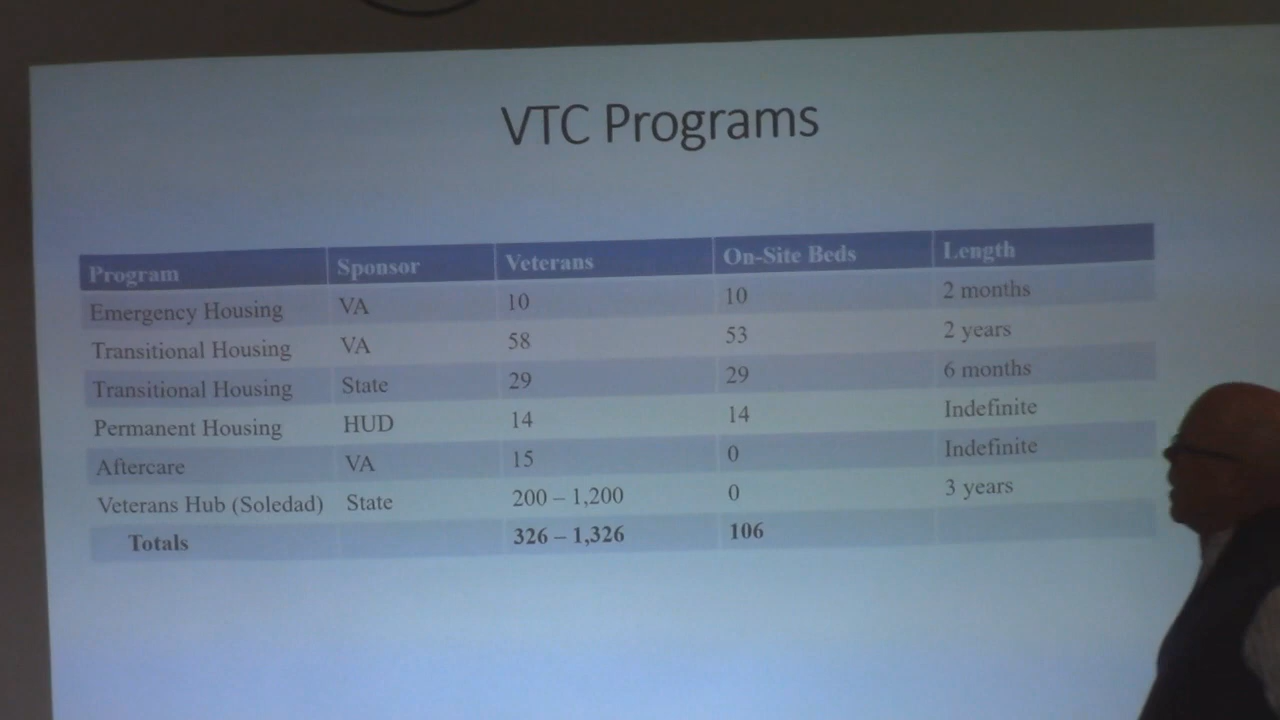 VTC Programs
Program Sponsor Veterans On-Site Beds Length
Emergency Housing VA 10 10 2 months
Transitional Housing VA 58 53 2 years
Transitional Housing State 29 29 6 months
Permanent Housing HUD 14 14 Indefinite
Aftercare VA 15 0 Indefinite
Veterans Hub (Soledad) State 200 – 1,200 0 3 years
Totals 326 – 1,326 106